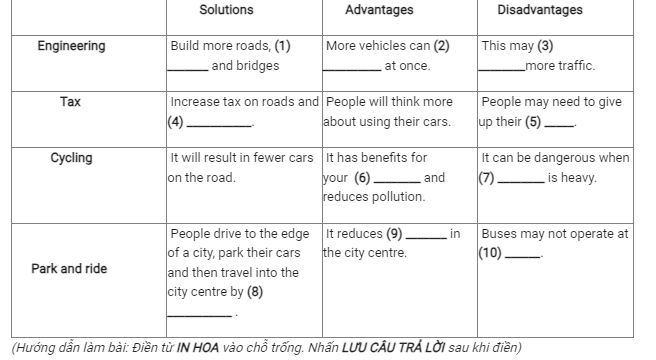 Solutions Advantages Disadvantages
Engineering
Build more roads, (1)
_______ and bridges
More vehicles can (2)
_________ at once.
This may (3)
_______more traffic.
Tax
Increase tax on roads and
(4) __________.
People will think more
about using their cars.
People may need to give
up their (5) _____.
Cycling
It will result in fewer cars
on the road.
It has benefits for
your (6) _______ and
reduces pollution.
It can be dangerous when
(7) _______ is heavy.
Park and ride
People drive to the edge
of a city, park their cars
and then travel into the
city centre by (8)
__________ .
It reduces (9) ______ in
the city centre.
Buses may not operate at
(10) _____.
(Hướng dẫn làm bài: Điền từ IN HOA vào chỗ trống. Nhấn LƯU CÂU TRẢ LỜI sau khi điền)